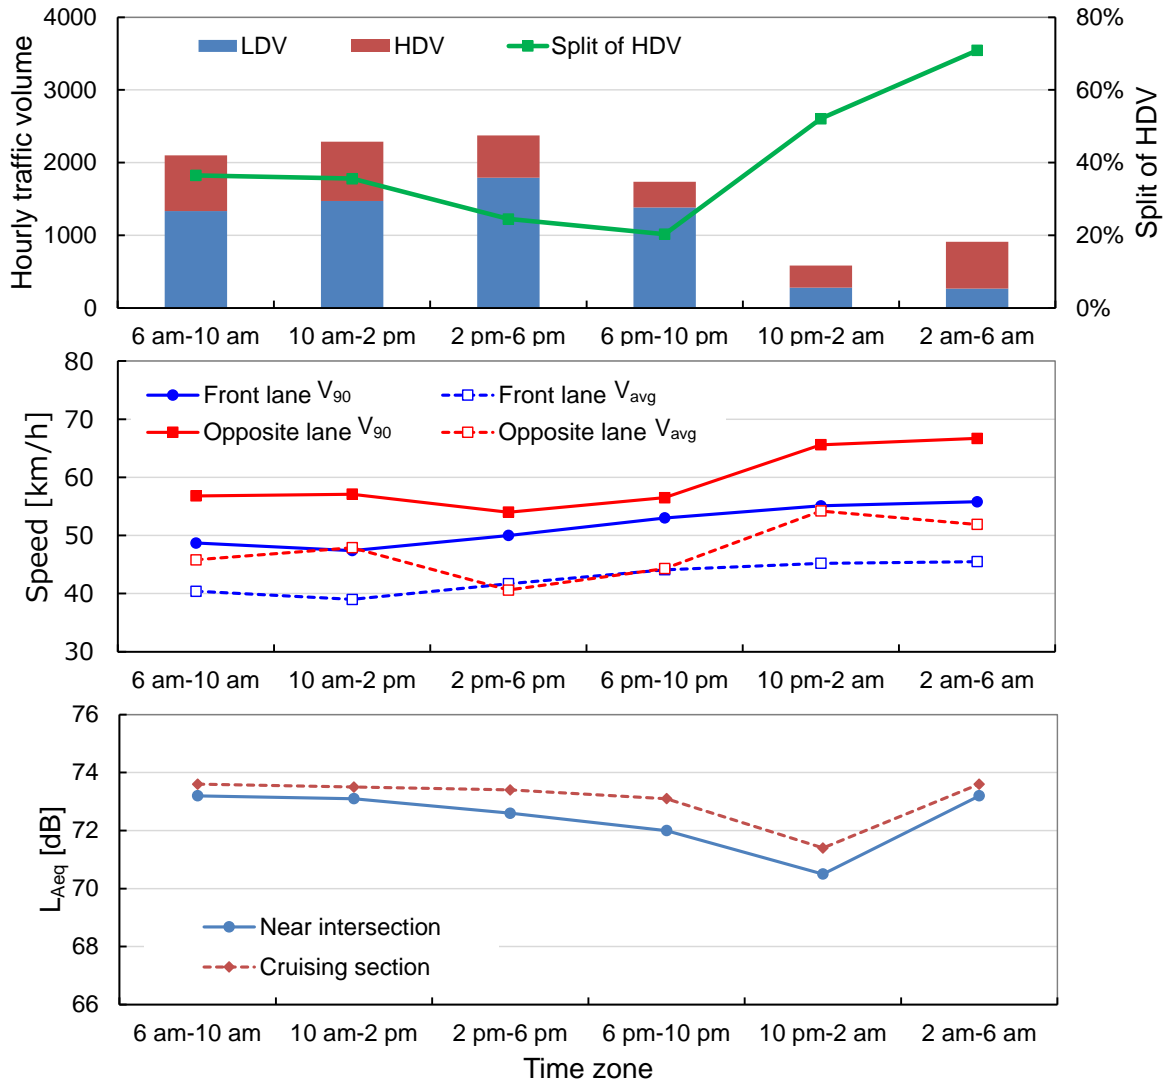 4000 80%
LDV HDV Split of HDV
3000 60%
2000 40%
1000 20%
0 0%
Hourly traffic volume
Split of HDV
6 am-10 am 10 am-2 pm 2 pm-6 pm 6 pm-10 pm 10 pm-2 am 2 am-6 am
80
Front lane V90 Front lane Vavg
70
Opposite lane V90 Opposite lane Vavg
60
50
40
30
Speed [km/h]
6 am-10 am 10 am-2 pm 2 pm-6 pm 6 pm-10 pm 10 pm-2 am 2 am-6 am
76
74
72
70
Near intersection
68
Cruising section
66
LAeq [dB]
6 am-10 am 10 am-2 pm 2 pm-6 pm 6 pm-10 pm 10 pm-2 am 2 am-6 am
Time zone